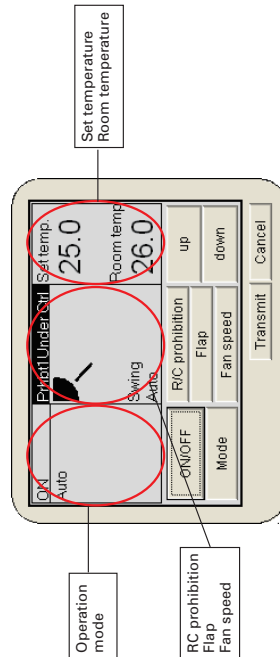 Operation
mode
RC prohibition
Flap
Fan speed
Set temperature
Room temperature
ON
Prhbt1 Under Ctrl
Set temp.
Auto
25.0
Swing
Auto
Room temp
26.0
ON/OFF
Mode
R/C prohibition
Flap
Fan speed
up
down
Transmit
Cancel